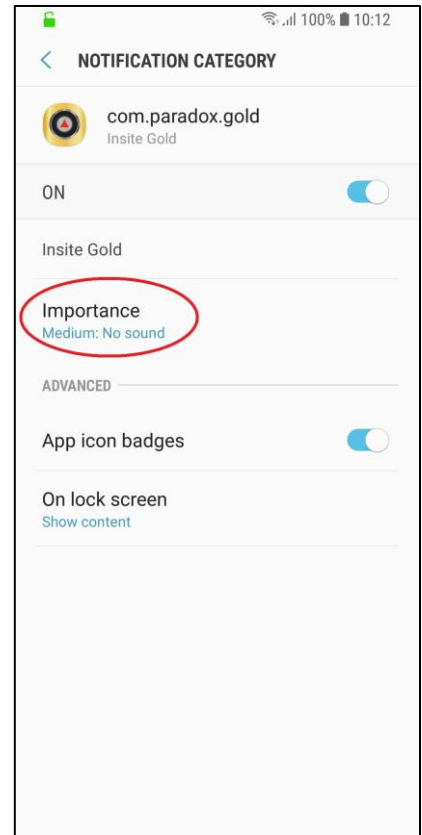 100% 10:12
NOTIFICATION CATEGORY
com.paradox.gold
Insite Gold
ON
Insite Gold
Importance
Medium: No sound
ADVANCED
App icon badges
On lock screen
Show content